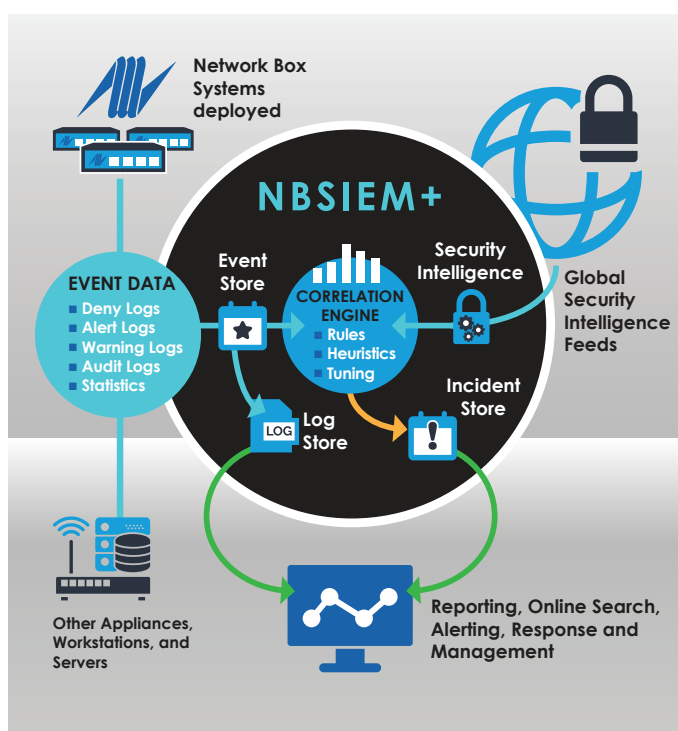 Network Box
Systems
deployed
NBSIEM+
EVENT DATA
Deny Logs
Alert Logs
Warning Logs
Audit Logs
Statistics
Event
Store
CORRELATION
ENGINE
Rules
Heuristics
Tuning
Security
Intelligence
Global
Security
Intelligence
Feeds
LOG
Log
Store
Incident
Store
Other Appliances,
Workstations, and
Servers
Reporting, Online Search,
Alerting, Response and
Management